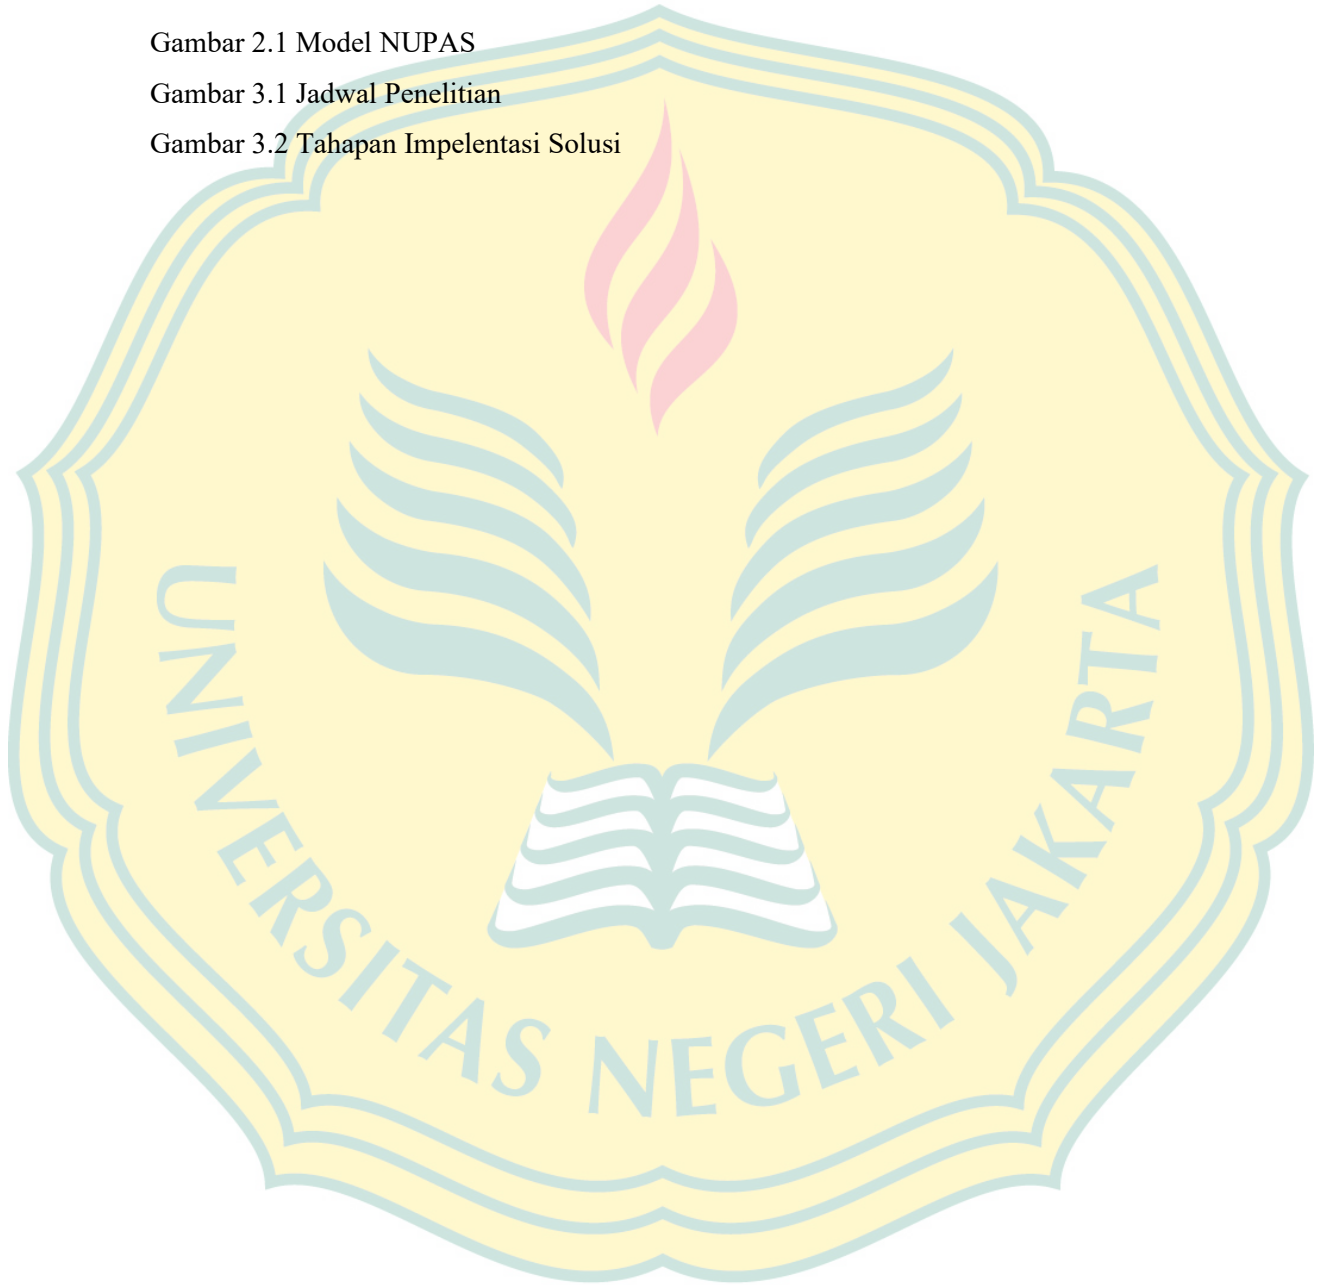 Gambar 2.1 Model NUPAS
Gambar 3.1 Jadwal Penelitian
Gambar 3.2 Tahapan Impelentasi Solusi
UNIVERSITAS NEGERI JAKARTA